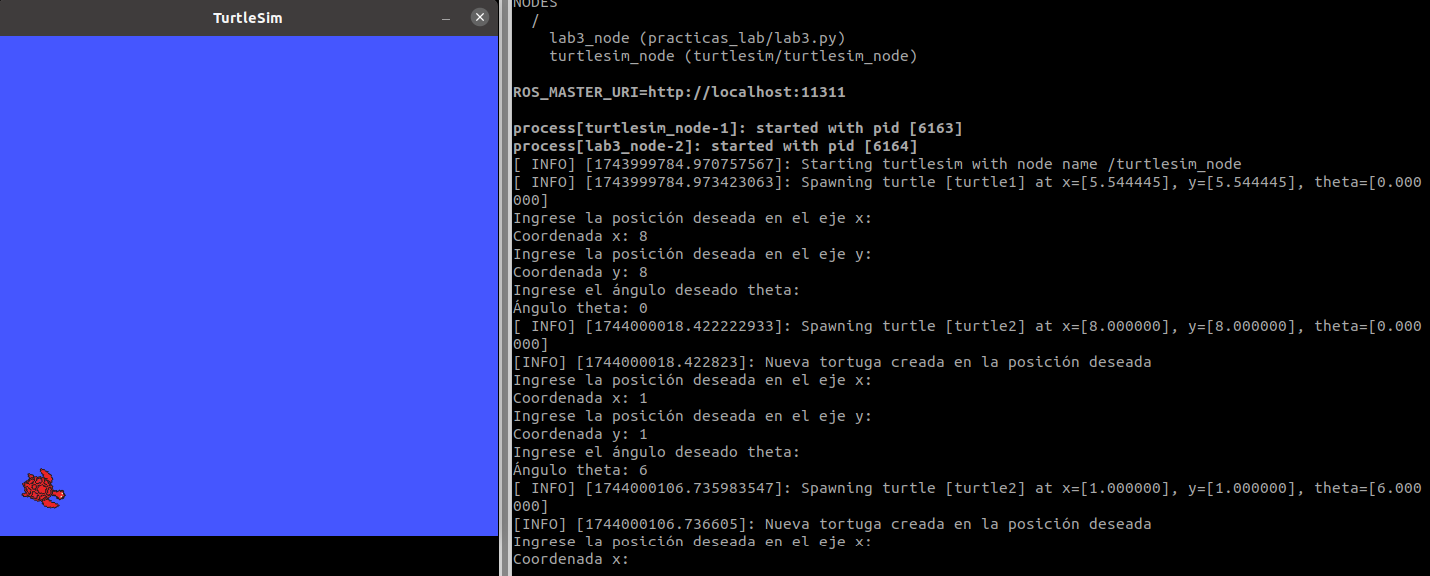 TurtleSim
NODES
/
lab3_node (practicas_lab/lab3.py)
turtlesim_node (turtlesim/turtlesim_node)
ROS_MASTER_URI=http://localhost:11311
process[turtlesim_node-1]: started with pid [6163]
process[lab3_node-2]: started with pid [6164]
[ INFO] [1743999784.970757567]: Starting turtlesim with node name /turtlesim_node
[ INFO] [1743999784.973423063]: Spawning turtle [turtle1] at x=[5.544445], y=[5.544445], theta=[0.000
000]
Ingrese la posición deseada en el eje x:
Coordenada x: 8
Ingrese la posición deseada en el eje y:
Coordenada y: 8
Ingrese el ángulo deseado theta:
Ángulo theta: 0
[ INFO] [1744000018.422222933]: Spawning turtle [turtle2] at x=[8.000000], y=[8.000000], theta=[0.000
000]
[INFO] [1744000018.422823]: Nueva tortuga creada en la posición deseada
Ingrese la posición deseada en el eje x:
Coordenada x: 1
Ingrese la posición deseada en el eje y:
Coordenada y: 1
Ingrese el ángulo deseado theta:
Ángulo theta: 6
[ INFO] [1744000106.735983547]: Spawning turtle [turtle2] at x=[1.000000], y=[1.000000], theta=[6.000
000]
[INFO] [1744000106.736605]: Nueva tortuga creada en la posición deseada
Ingrese la posición deseada en el eje x:
Coordenada x: